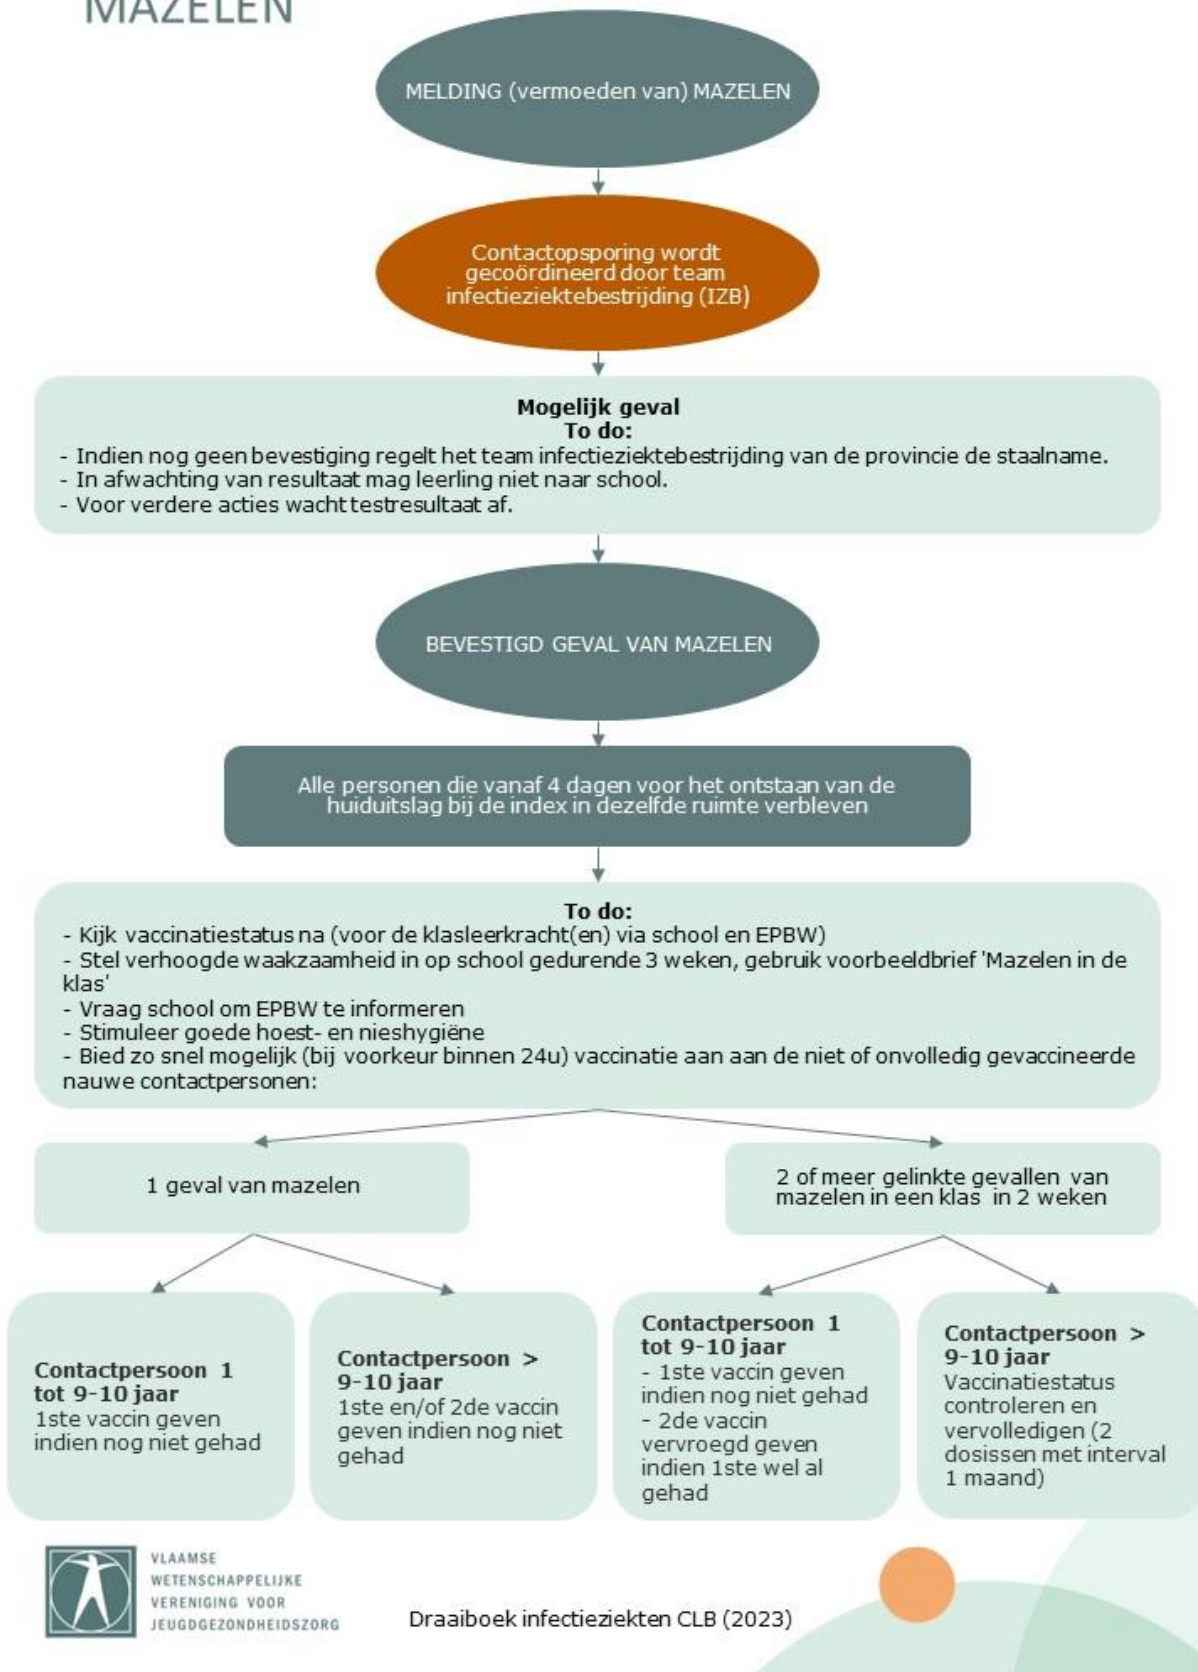 MAZELEN
MELDING (vermoeden van) MAZELEN
Contactopsporing wordt
gecoördineerd door team
infectieziektebestrijding (IZB)
Mogelijk geval
To do:
- Indien nog geen bevestiging regelt het team infectieziektebestrijding van de provincie de staalname.
- In afwachting van resultaat mag leerling niet naar school.
- Voor verdere acties wacht testresultaat af.
BEVESTIGD GEVAL VAN MAZELEN
Alle personen die vanaf 4 dagen voor het ontstaan van de
huiduitslag bij de index in dezelfde ruimte verbleven
To do:
- Kijk vaccinatiestatus na (voor de klasleerkracht(en) via school en EPBW)
- Stel verhoogde waakzaamheid in op school gedurende 3 weken, gebruik voorbeeldbrief 'Mazelen in de
klas'
- Vraag school om EPBW te informeren
- Stimuleer goede hoest- en nieshygiëne
- Bied zo snel mogelijk (bij voorkeur binnen 24u) vaccinatie aan aan de niet of onvolledig gevaccineerde
nauwe contactpersonen:
1 geval van mazelen
2 of meer gelinkte gevallen van
mazelen in een klas in 2 weken
Contactpersoon 1
tot 9-10 jaar
1ste vaccin geven
indien nog niet gehad
Contactpersoon >
9-10 jaar
1ste en/of 2de vaccin
geven indien nog niet
gehad
Contactpersoon 1
tot 9-10 jaar
- 1ste vaccin geven
indien nog niet gehad
- 2de vaccin
vervroegd geven
indien 1ste wel al
gehad
Contactpersoon >
9-10 jaar
Vaccinatiestatus
controleren en
vervolledigen (2
dosissen met interval
1 maand)
VLAAMSE
WETENSCHAPPELIJKE
VERENIGING VOOR
JEUGDGEZONDHEIDSZORG
Draaiboek infectieziekten CLB (2023)